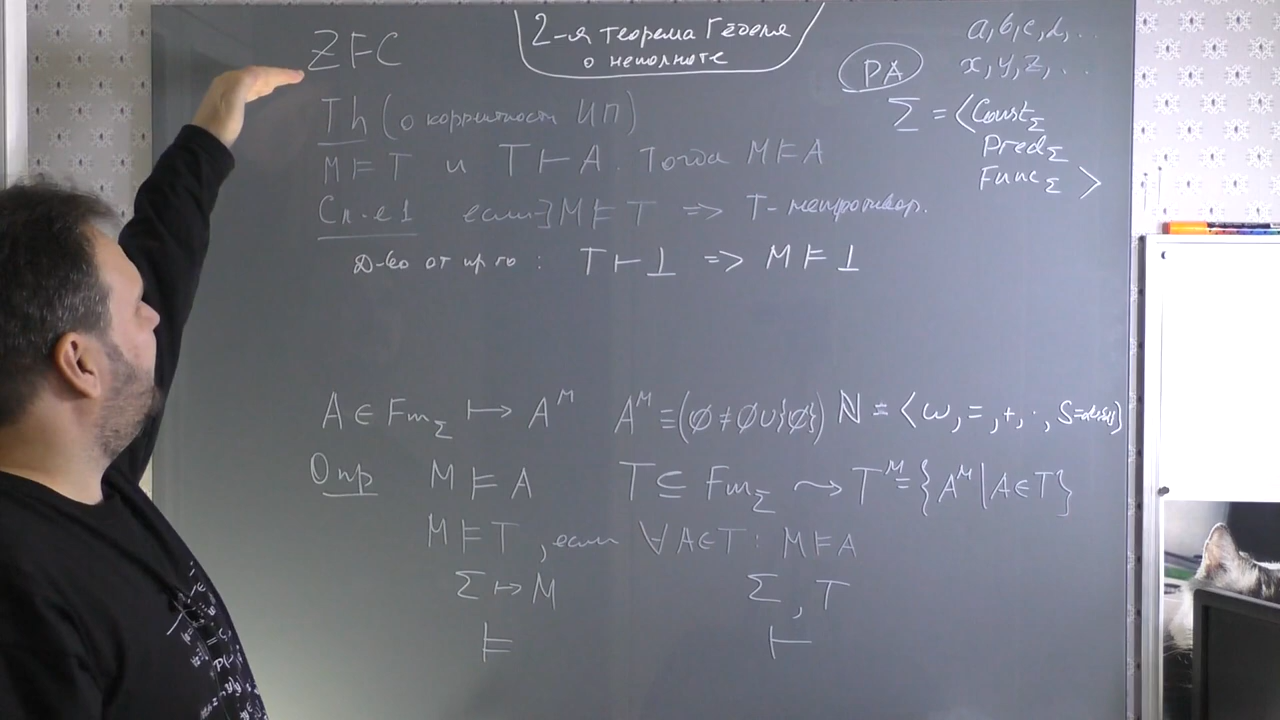 2-я теорема Гёделя
о неполноте
ZFC
PA
a, b, c, d, ..
x, y, z, ..
Σ = ⟨Const_Σ
Pred_Σ
Func_Σ ⟩
Th (о корректности ИП)
M ⊨ T и T ⊢ A. Тогда M ⊨ A
Сл-е1 если ∃ M ⊨ T => T - непротивор.
Д-во от пр-го : T ⊢ ⊥ => M ⊨ ⊥
A ∈ Fm_Σ ↦ A^M A^M ≡ (∅ ≠ ∅∪{∅}) N = ⟨ω, =, +, ·, S
Опр M ⊨ A T ⊆ Fm_Σ ⤳ T^M = {A^M | A ∈ T}
M ⊨ T , если ∀A∈T : M ⊨ A
Σ ↦ M Σ, T
⊨ ⊢